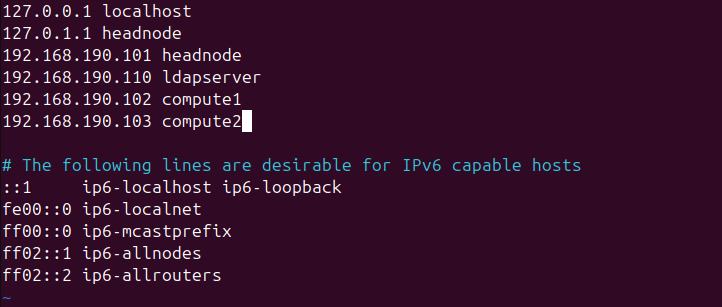 127.0.0.1 localhost
127.0.1.1 headnode
192.168.190.101 headnode
192.168.190.110 ldapserver
192.168.190.102 compute1
192.168.190.103 compute2
# The following lines are desirable for IPv6 capable hosts
::1     ip6-localhost ip6-loopback
fe00::0 ip6-localnet
ff00::0 ip6-mcastprefix
ff02::1 ip6-allnodes
ff02::2 ip6-allrouters
~